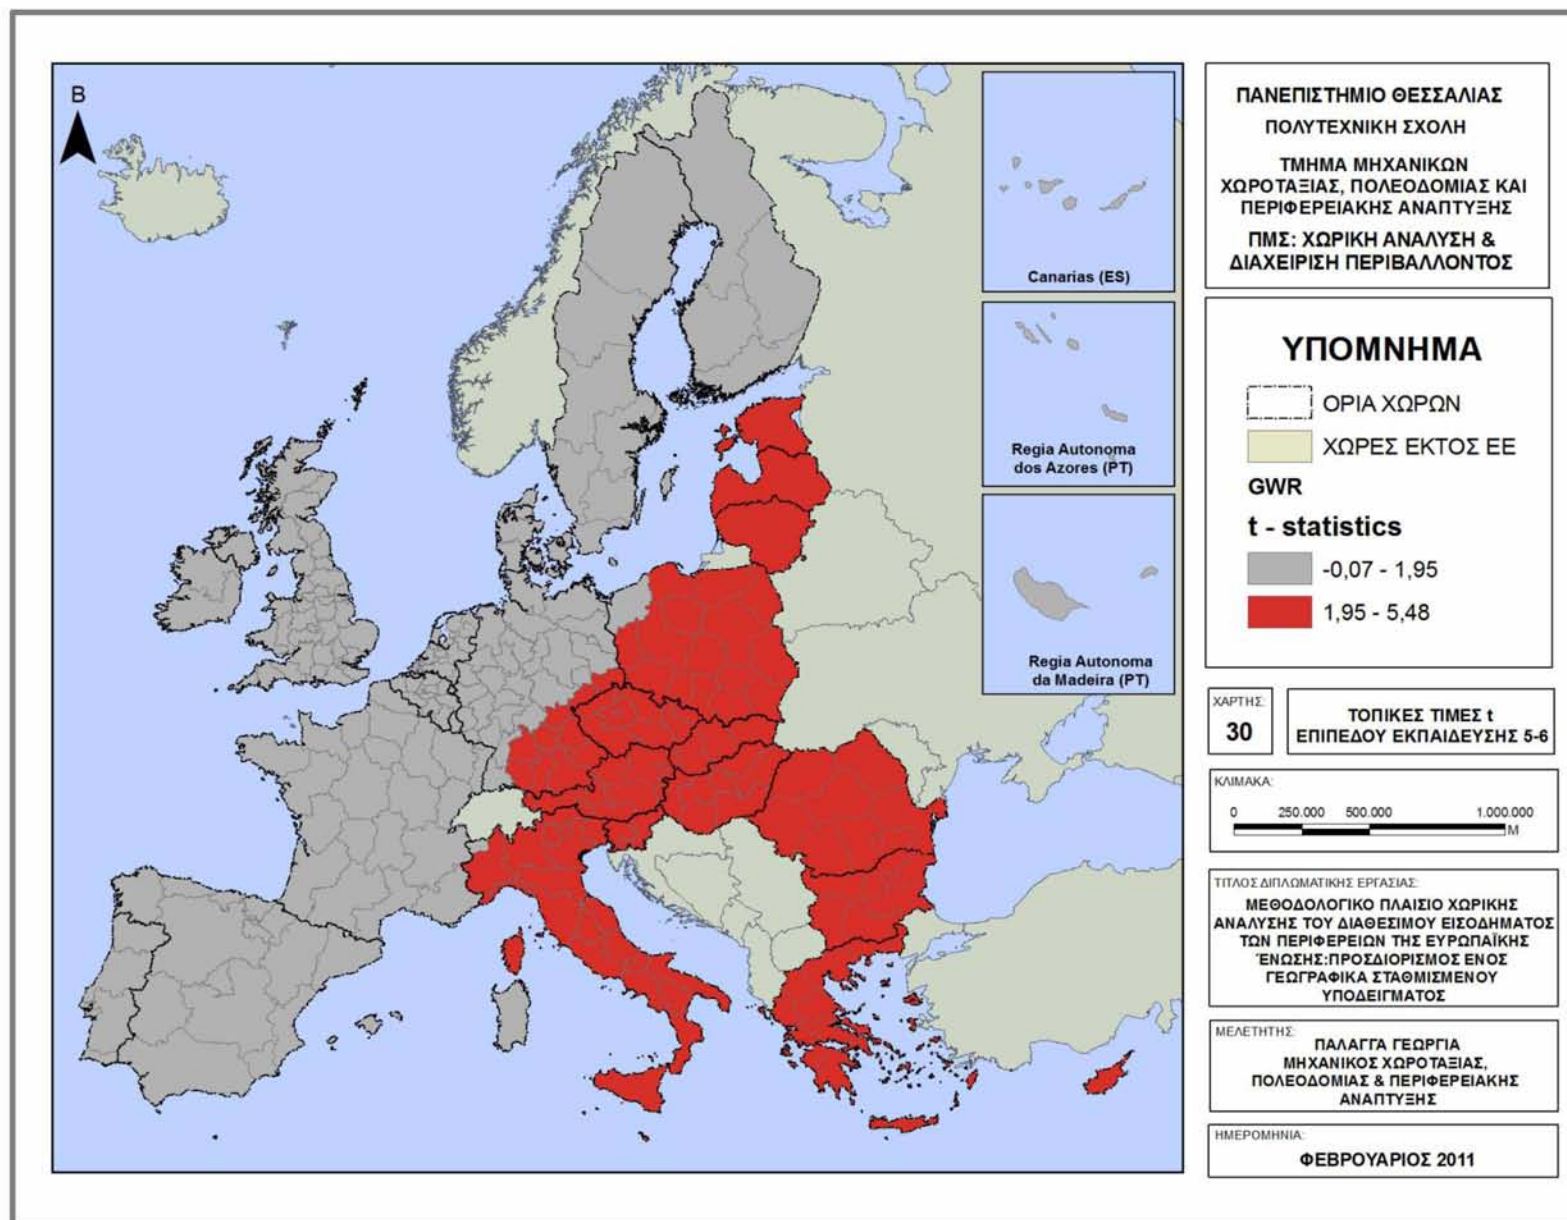 B
Canarias (ES)
Regia Autonoma
dos Azores (PT)
Regia Autonoma
da Madeira (PT)
ΠΑΝΕΠΙΣΤΗΜΙΟ ΘΕΣΣΑΛΙΑΣ
ΠΟΛΥΤΕΧΝΙΚΗ ΣΧΟΛΗ
ΤΜΗΜΑ ΜΗΧΑΝΙΚΩΝ
ΧΩΡΟΤΑΞΙΑΣ, ΠΟΛΕΟΔΟΜΙΑΣ ΚΑΙ
ΠΕΡΙΦΕΡΕΙΑΚΗΣ ΑΝΑΠΤΥΞΗΣ
ΠΜΣ: ΧΩΡΙΚΗ ΑΝΑΛΥΣΗ &
ΔΙΑΧΕΙΡΙΣΗ ΠΕΡΙΒΑΛΛΟΝΤΟΣ
ΥΠΟΜΝΗΜΑ
ΟΡΙΑ ΧΩΡΩΝ
ΧΩΡΕΣ ΕΚΤΟΣ ΕΕ
GWR
t - statistics
-0,07 - 1,95
1,95 - 5,48
ΧΑΡΤΗΣ:
30
ΤΟΠΙΚΕΣ ΤΙΜΕΣ t
ΕΠΙΠΕΔΟΥ ΕΚΠΑΙΔΕΥΣΗΣ 5-6
ΚΛΙΜΑΚΑ:
0 250.000 500.000 1.000.000
M
ΤΙΤΛΟΣ ΔΙΠΛΩΜΑΤΙΚΗΣ ΕΡΓΑΣΙΑΣ:
ΜΕΘΟΔΟΛΟΓΙΚΟ ΠΛΑΙΣΙΟ ΧΩΡΙΚΗΣ
ΑΝΑΛΥΣΗΣ ΤΟΥ ΔΙΑΘΕΣΙΜΟΥ ΕΙΣΟΔΗΜΑΤΟΣ
ΤΩΝ ΠΕΡΙΦΕΡΕΙΩΝ ΤΗΣ ΕΥΡΩΠΑΪΚΗΣ
ΈΝΩΣΗΣ:ΠΡΟΣΔΙΟΡΙΣΜΟΣ ΕΝΟΣ
ΓΕΩΓΡΑΦΙΚΑ ΣΤΑΘΜΙΣΜΕΝΟΥ
ΥΠΟΔΕΙΓΜΑΤΟΣ
ΜΕΛΕΤΗΤΗΣ:
ΠΑΛΑΓΓΑ ΓΕΩΡΓΙΑ
ΜΗΧΑΝΙΚΟΣ ΧΩΡΟΤΑΞΙΑΣ,
ΠΟΛΕΟΔΟΜΙΑΣ & ΠΕΡΙΦΕΡΕΙΑΚΗΣ
ΑΝΑΠΤΥΞΗΣ
ΗΜΕΡΟΜΗΝΙΑ:
ΦΕΒΡΟΥΑΡΙΟΣ 2011